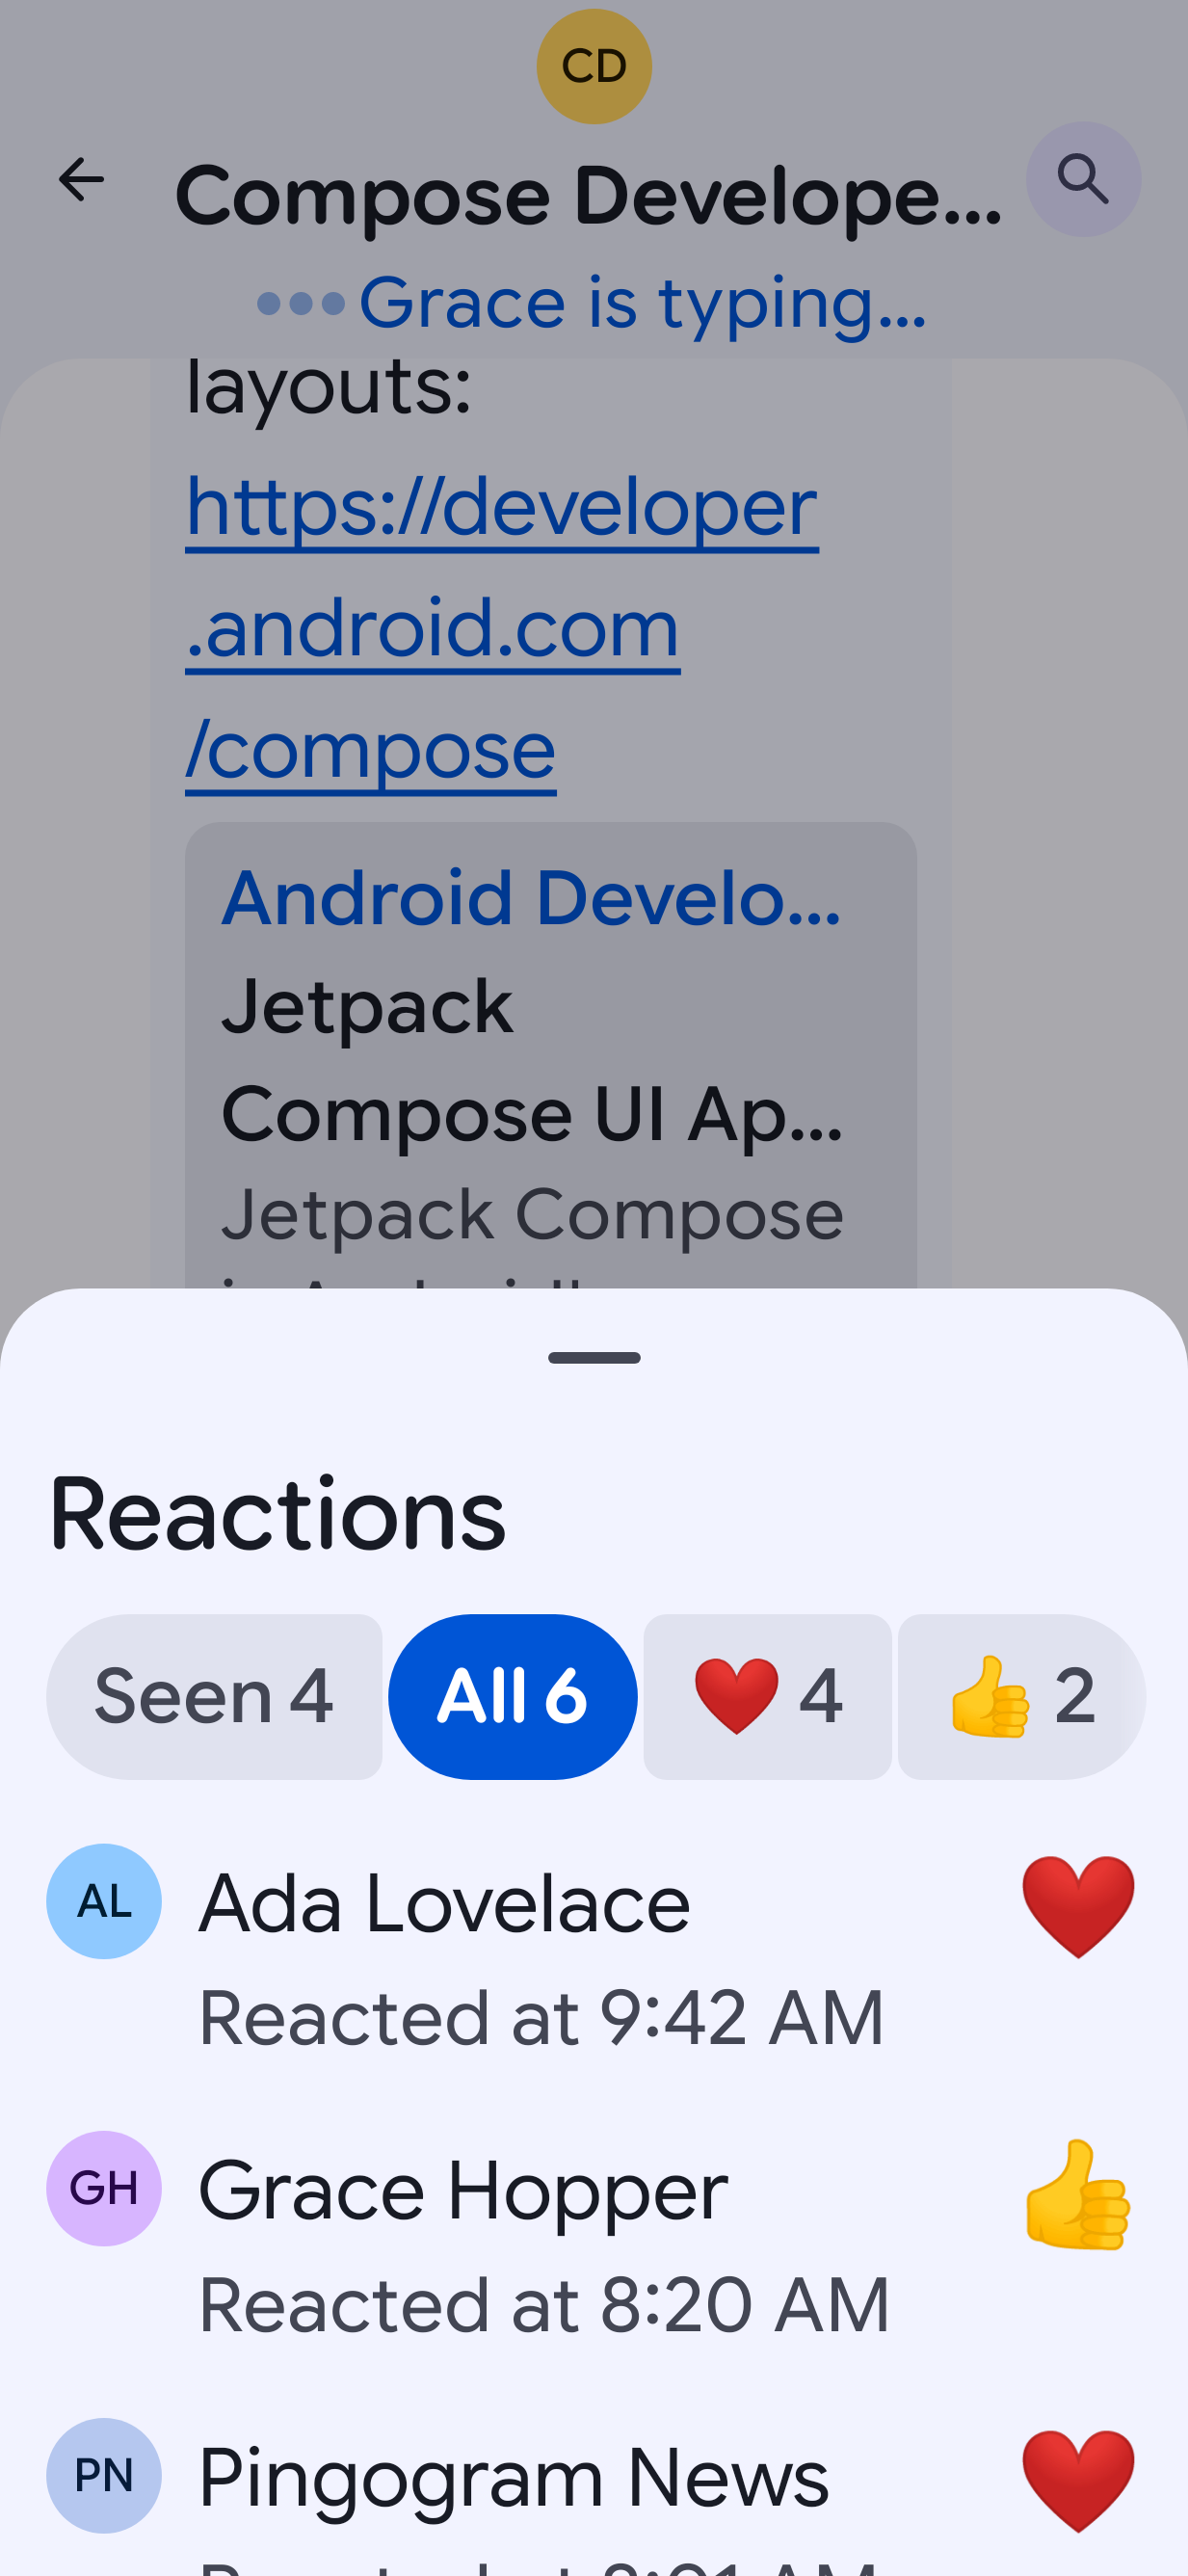 CD
Compose Develope...
Grace is typing...
layouts:
https://developer
.android.com
/compose
Android Develo...
Jetpack
Compose UI Ap...
Jetpack Compose
Reactions
Seen 4
All 6
❤️ 4
👍 2
AL
Ada Lovelace
❤️
Reacted at 9:42 AM
GH
Grace Hopper
👍
Reacted at 8:20 AM
PN
Pingogram News
❤️